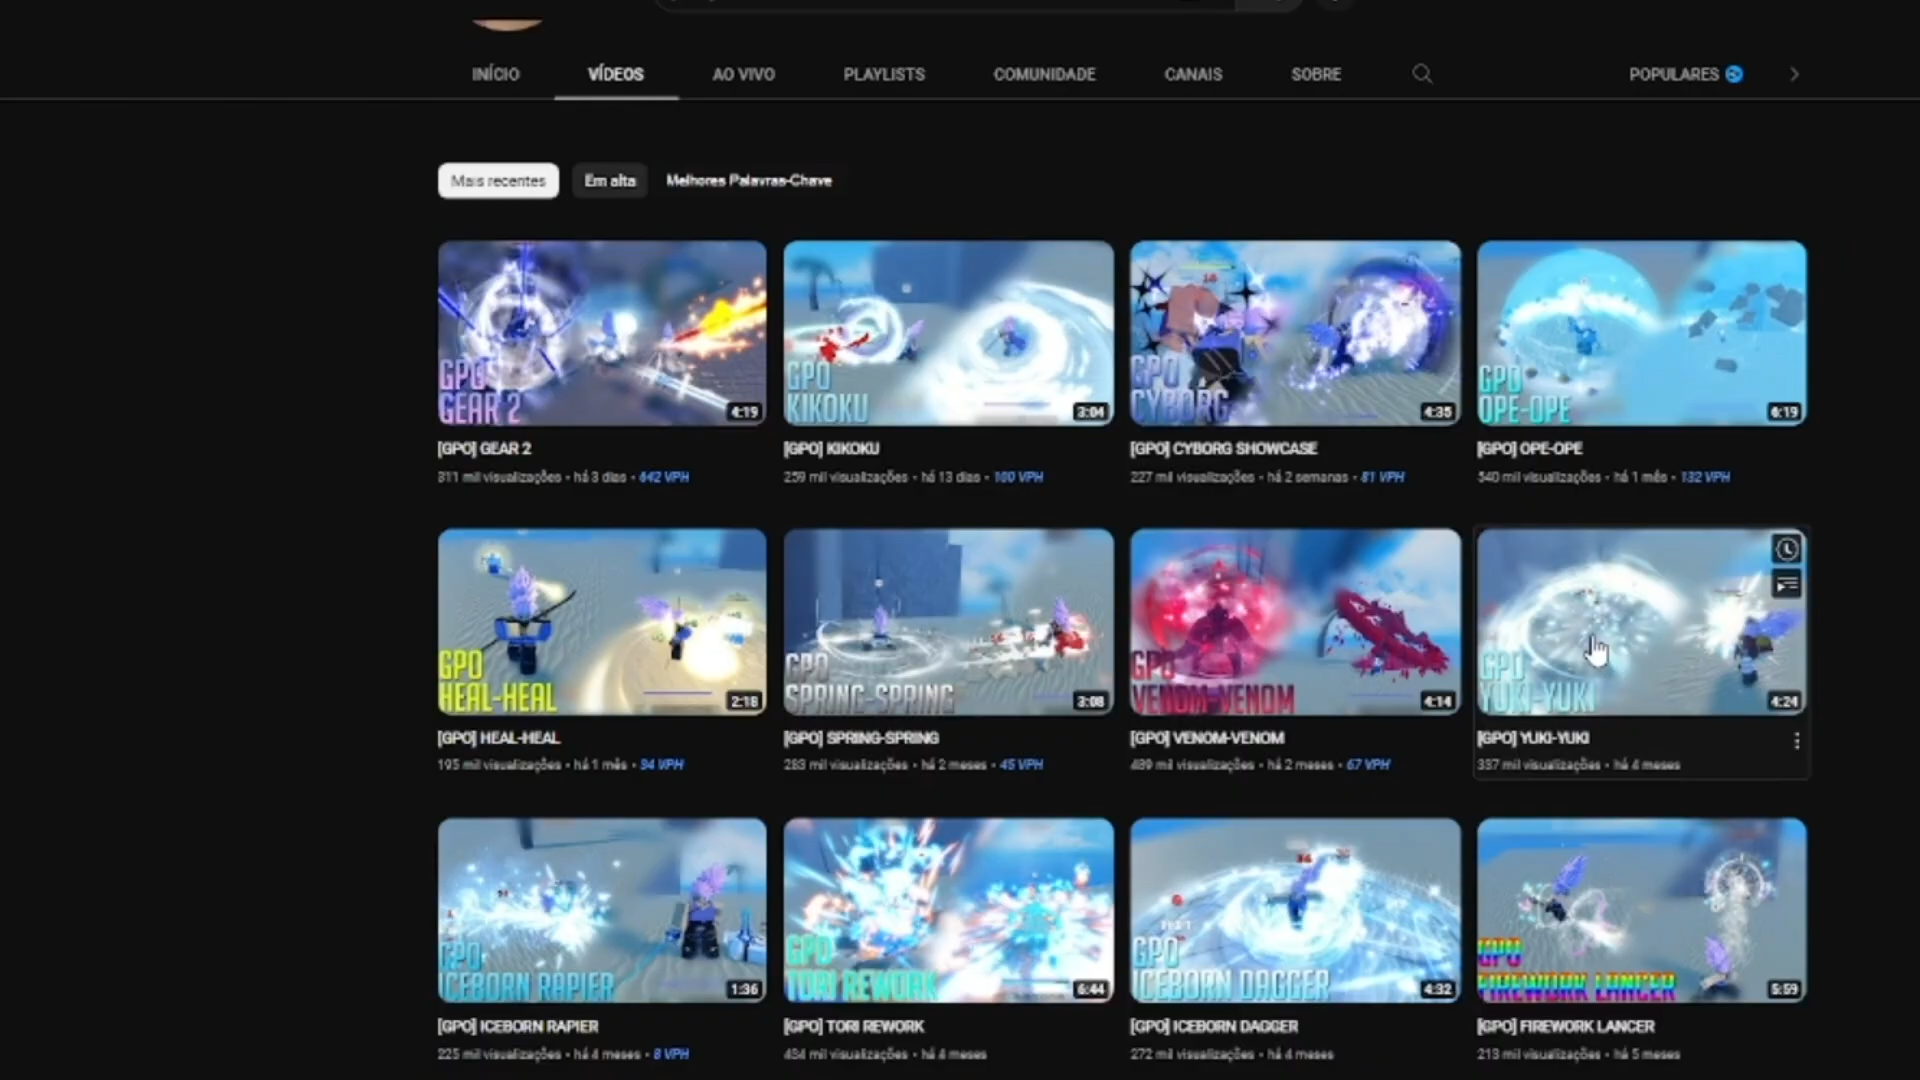 INÍCIO VÍDEOS AO VIVO PLAYLISTS COMUNIDADE CANAIS SOBRE POPULARES
Mais recentes Em alta Melhores Palavras-Chave
GPO
GEAR 2
4:19
GPO
KIKOKU
3:04
GPO
CYBORG
4:35
GPO
OPE-OPE
6:19
[GPO] GEAR 2
311 mil visualizações • há 3 dias • 642 VPH
[GPO] KIKOKU
259 mil visualizações • há 13 dias • 100 VPH
[GPO] CYBORG SHOWCASE
227 mil visualizações • há 2 semanas • 81 VPH
[GPO] OPE-OPE
540 mil visualizações • há 1 mês • 132 VPH
GPO
HEAL-HEAL
2:18
GPO
SPRING-SPRING
3:08
GPO
VENOM-VENOM
4:14
GPO
YUKI-YUKI
4:24
[GPO] HEAL-HEAL
195 mil visualizações • há 1 mês • 94 VPH
[GPO] SPRING-SPRING
283 mil visualizações • há 2 meses • 45 VPH
[GPO] VENOM-VENOM
489 mil visualizações • há 2 meses • 67 VPH
[GPO] YUKI-YUKI
337 mil visualizações • há 4 meses
GPO
ICEBORN RAPIER
1:36
GPO
TORI REWORK
6:44
GPO
ICEBORN DAGGER
4:32
GPO
FIREWORK LANCER
5:59
[GPO] ICEBORN RAPIER
225 mil visualizações • há 4 meses • 8 VPH
[GPO] TORI REWORK
434 mil visualizações • há 4 meses
[GPO] ICEBORN DAGGER
272 mil visualizações • há 4 meses
[GPO] FIREWORK LANCER
213 mil visualizações • há 5 meses